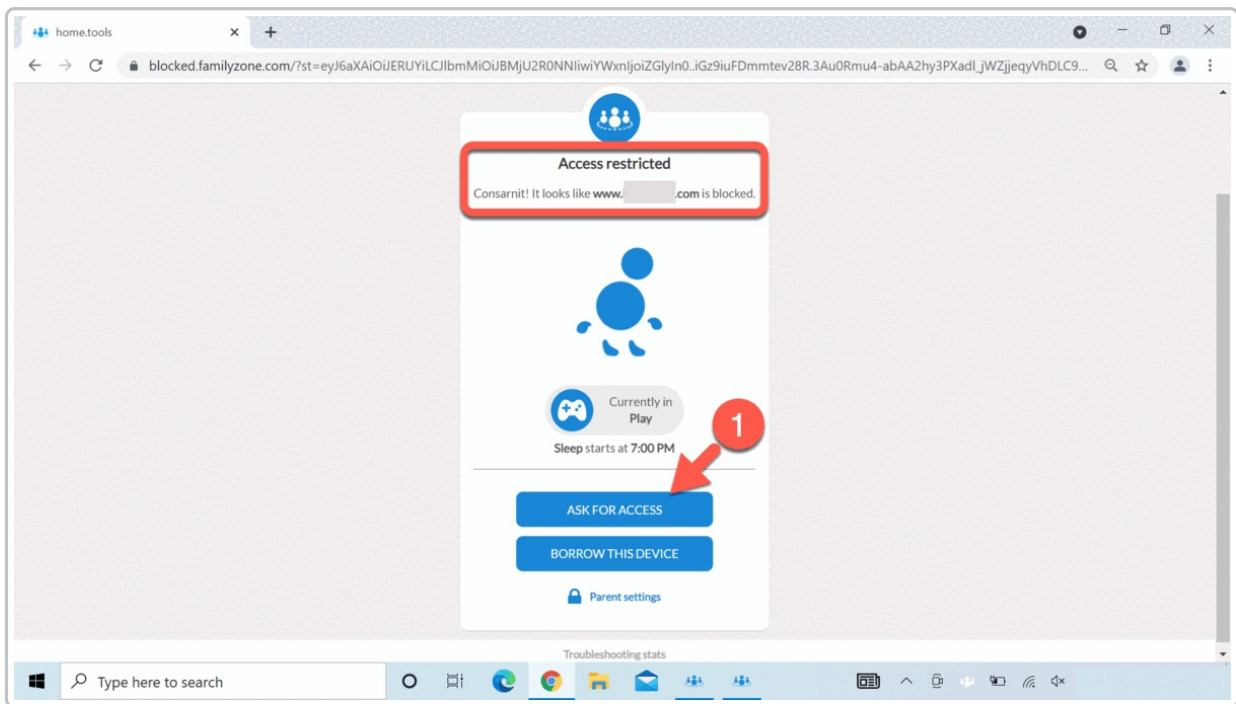 home.tools
blocked.familyzone.com/?st=eyJ6aXAiOiJERUYiLCJlbmMiOiJBMjU2R0NNIiwiYWxnIjoiZGlyIn0..iGz9iuFDmmtev28R.3Au0Rmu4-abAA2hy3PXadl_jWZjjeqyVhDLC9...
Access restricted
Consarnit! It looks like www. .com is blocked.
Currently in
Play
1
Sleep starts at 7:00 PM
ASK FOR ACCESS
BORROW THIS DEVICE
Parent settings
Troubleshooting stats
Type here to search